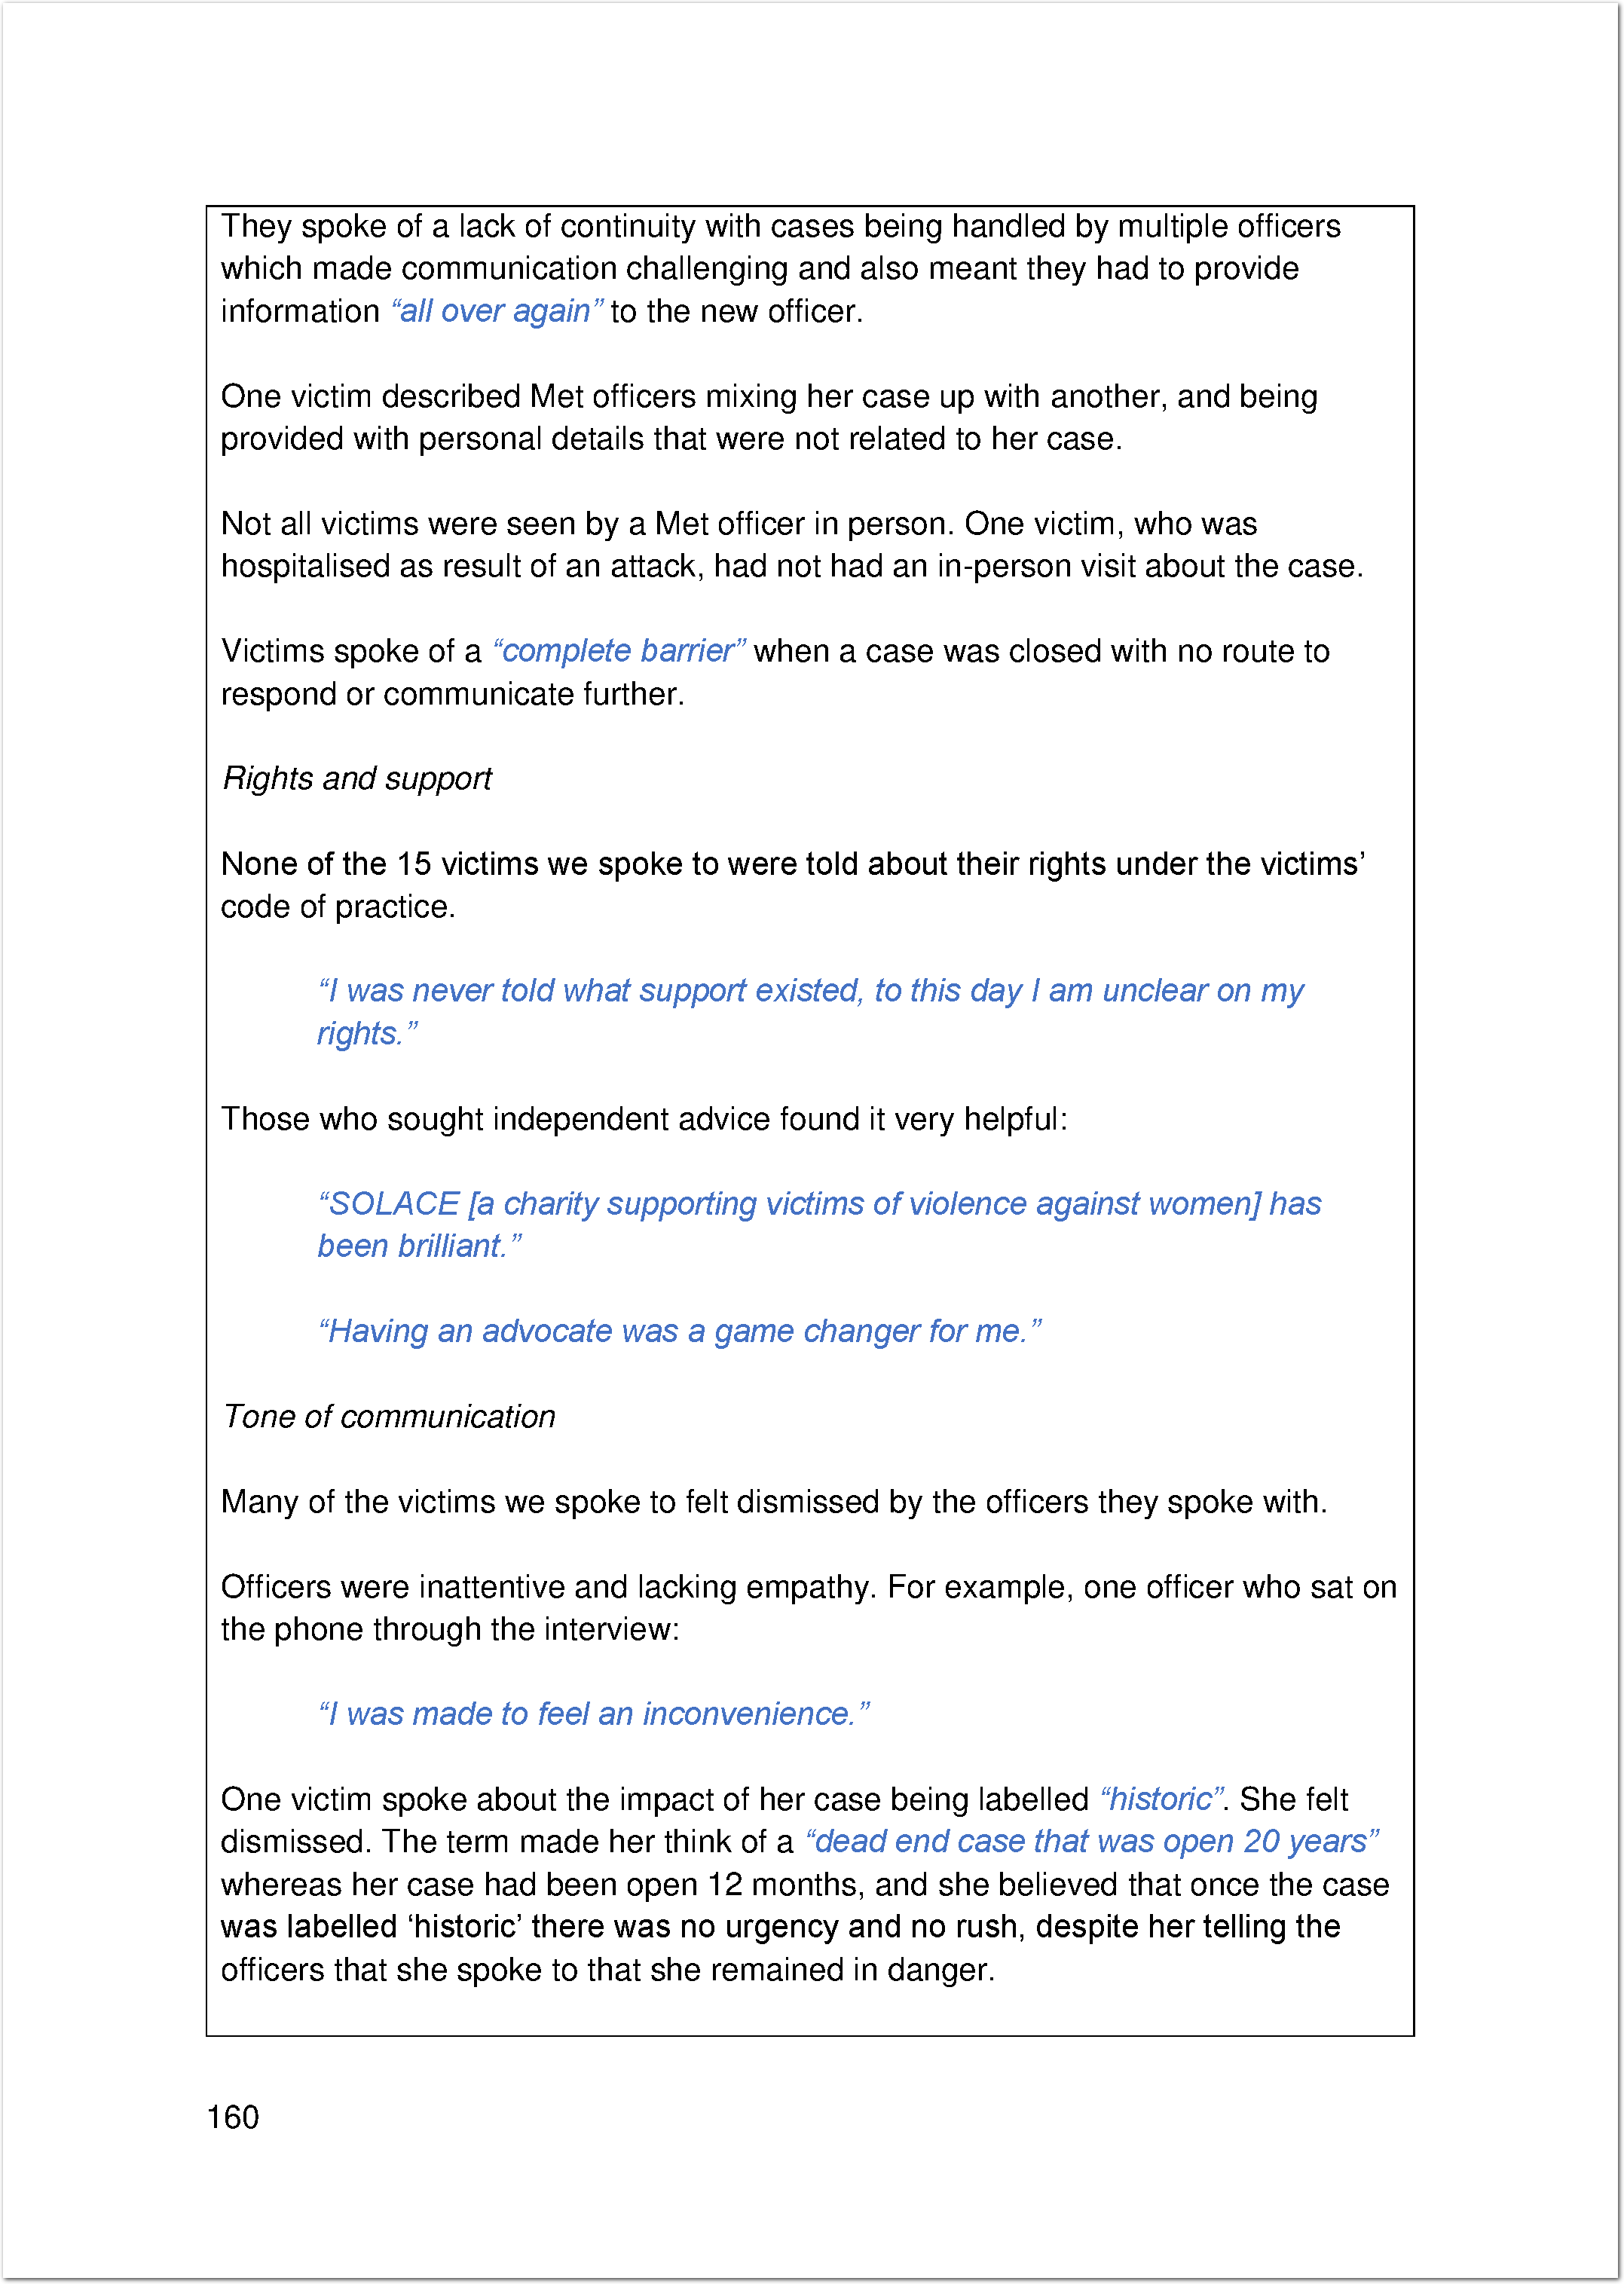 They spoke of a lack of continuity with cases being handled by multiple officers
which made communication challenging and also meant they had to provide
information “all over again” to the new officer.
One victim described Met officers mixing her case up with another, and being
provided with personal details that were not related to her case.
Not all victims were seen by a Met officer in person. One victim, who was
hospitalised as result of an attack, had not had an in-person visit about the case.
Victims spoke of a “complete barrier” when a case was closed with no route to
respond or communicate further.
Rights and support
None of the 15 victims we spoke to were told about their rights under the victims’
code of practice.
“I was never told what support existed, to this day I am unclear on my
rights.”
Those who sought independent advice found it very helpful:
“SOLACE [a charity supporting victims of violence against women] has
been brilliant.”
“Having an advocate was a game changer for me.”
Tone of communication
Many of the victims we spoke to felt dismissed by the officers they spoke with.
Officers were inattentive and lacking empathy. For example, one officer who sat on
the phone through the interview:
“I was made to feel an inconvenience.”
One victim spoke about the impact of her case being labelled “historic”. She felt
dismissed. The term made her think of a “dead end case that was open 20 years”
whereas her case had been open 12 months, and she believed that once the case
was labelled ‘historic’ there was no urgency and no rush, despite her telling the
officers that she spoke to that she remained in danger.
160